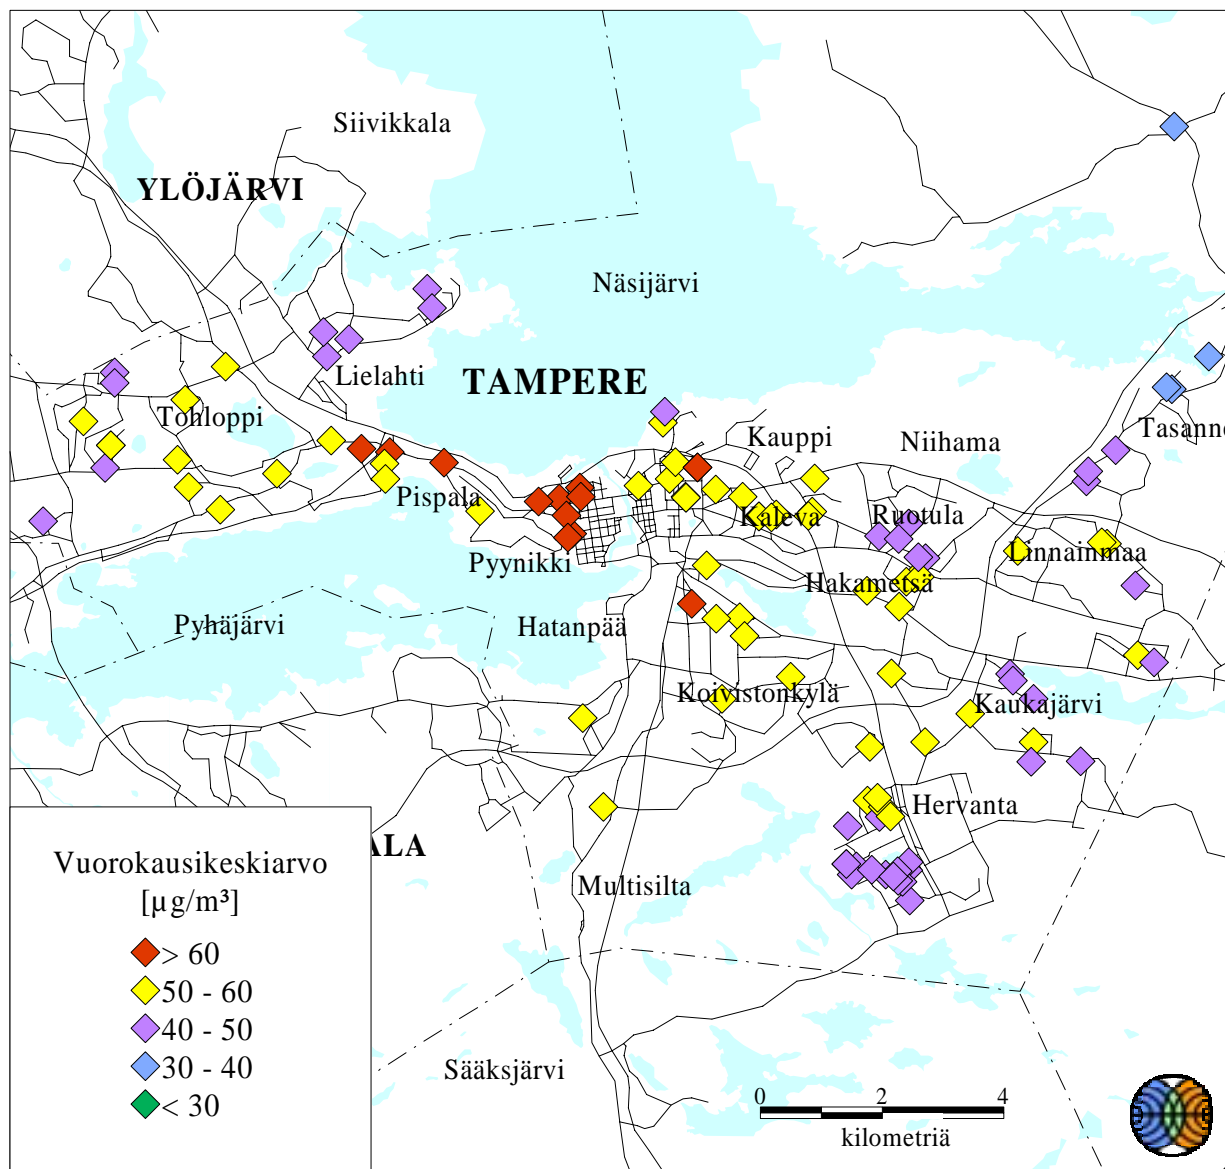 Siivikkala
YLÖJÄRVI
Näsijärvi
Lielahti
TAMPERE
Tohloppi
Kauppi
Niihama
Tasanne
Pispala
Kaleva
Ruotula
Linnainmaa
Pyynikki
Hakametsä
Pyhäjärvi
Hatanpää
Koivistonkylä
Kaukajärvi
Hervanta
ALA
Multisilta
Sääksjärvi
Vuorokausikeskiarvo
[µg/m³]
> 60
50 - 60
40 - 50
30 - 40
< 30
0 2 4
kilometriä